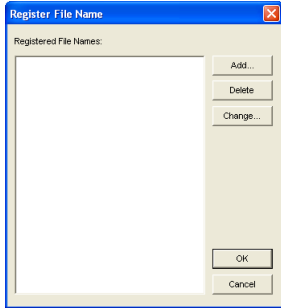 Register File Name
Registered File Names:
Add...
Delete
Change...
OK
Cancel